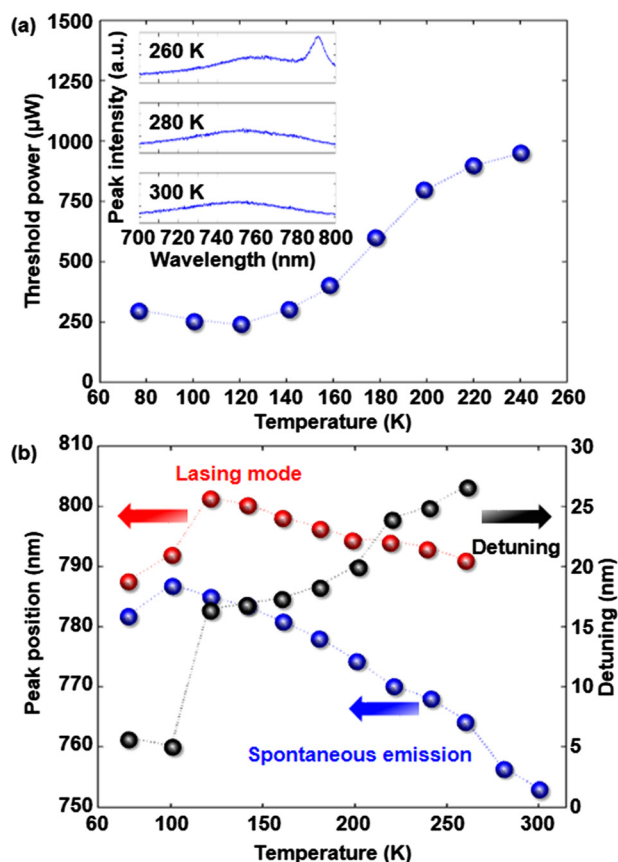 (a)
1500
1250
1000
750
500
250
0
Threshold power (µW)
Peak intensity (a.u.)
260 K
280 K
300 K
700 720 740 760 780 800
Wavelength (nm)
60 80 100 120 140 160 180 200 220 240 260
Temperature (K)
(b)
810
800
790
780
770
760
750
Peak position (nm)
Lasing mode
Detuning
Spontaneous emission
30
25
20
15
10
5
0
Detuning (nm)
60 100 150 200 250 300
Temperature (K)